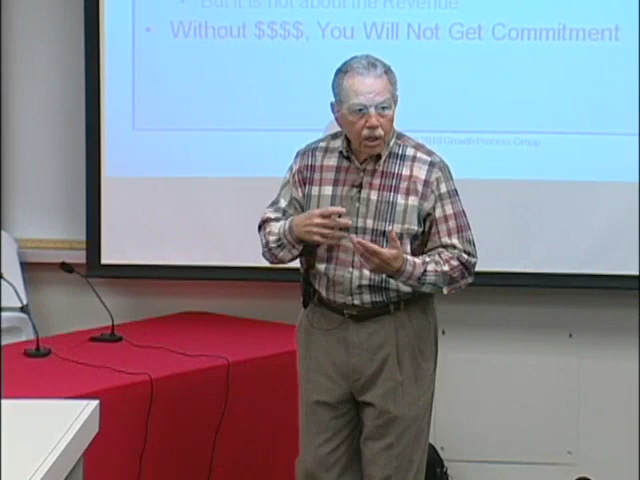 • But it is not about the Revenue
• Without $$$$, You Will Not Get Commitment
Growth Process Group